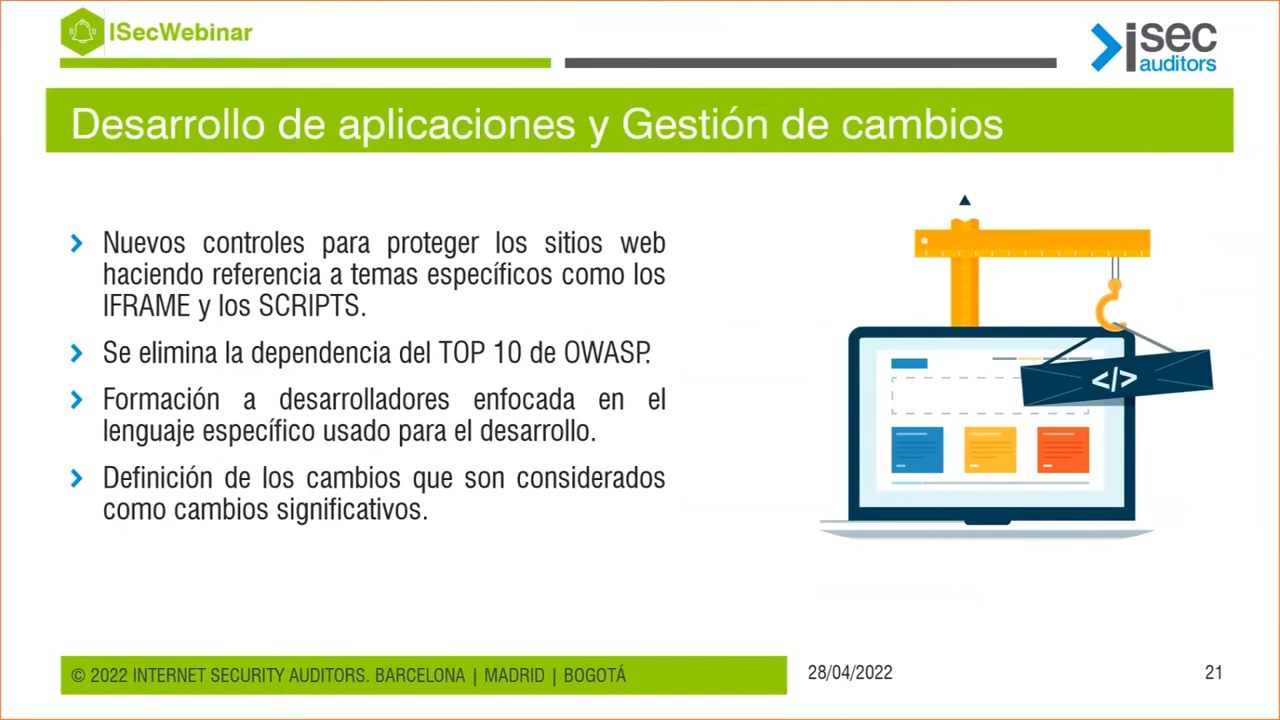 ISecWebinar
isec
auditors
Desarrollo de aplicaciones y Gestión de cambios
Nuevos controles para proteger los sitios web
haciendo referencia a temas específicos como los
IFRAME y los SCRIPTS.
Se elimina la dependencia del TOP 10 de OWASP.
Formación a desarrolladores enfocada en el
lenguaje específico usado para el desarrollo.
Definición de los cambios que son considerados
como cambios significativos.
</>
© 2022 INTERNET SECURITY AUDITORS. BARCELONA | MADRID | BOGOTÁ
28/04/2022
21